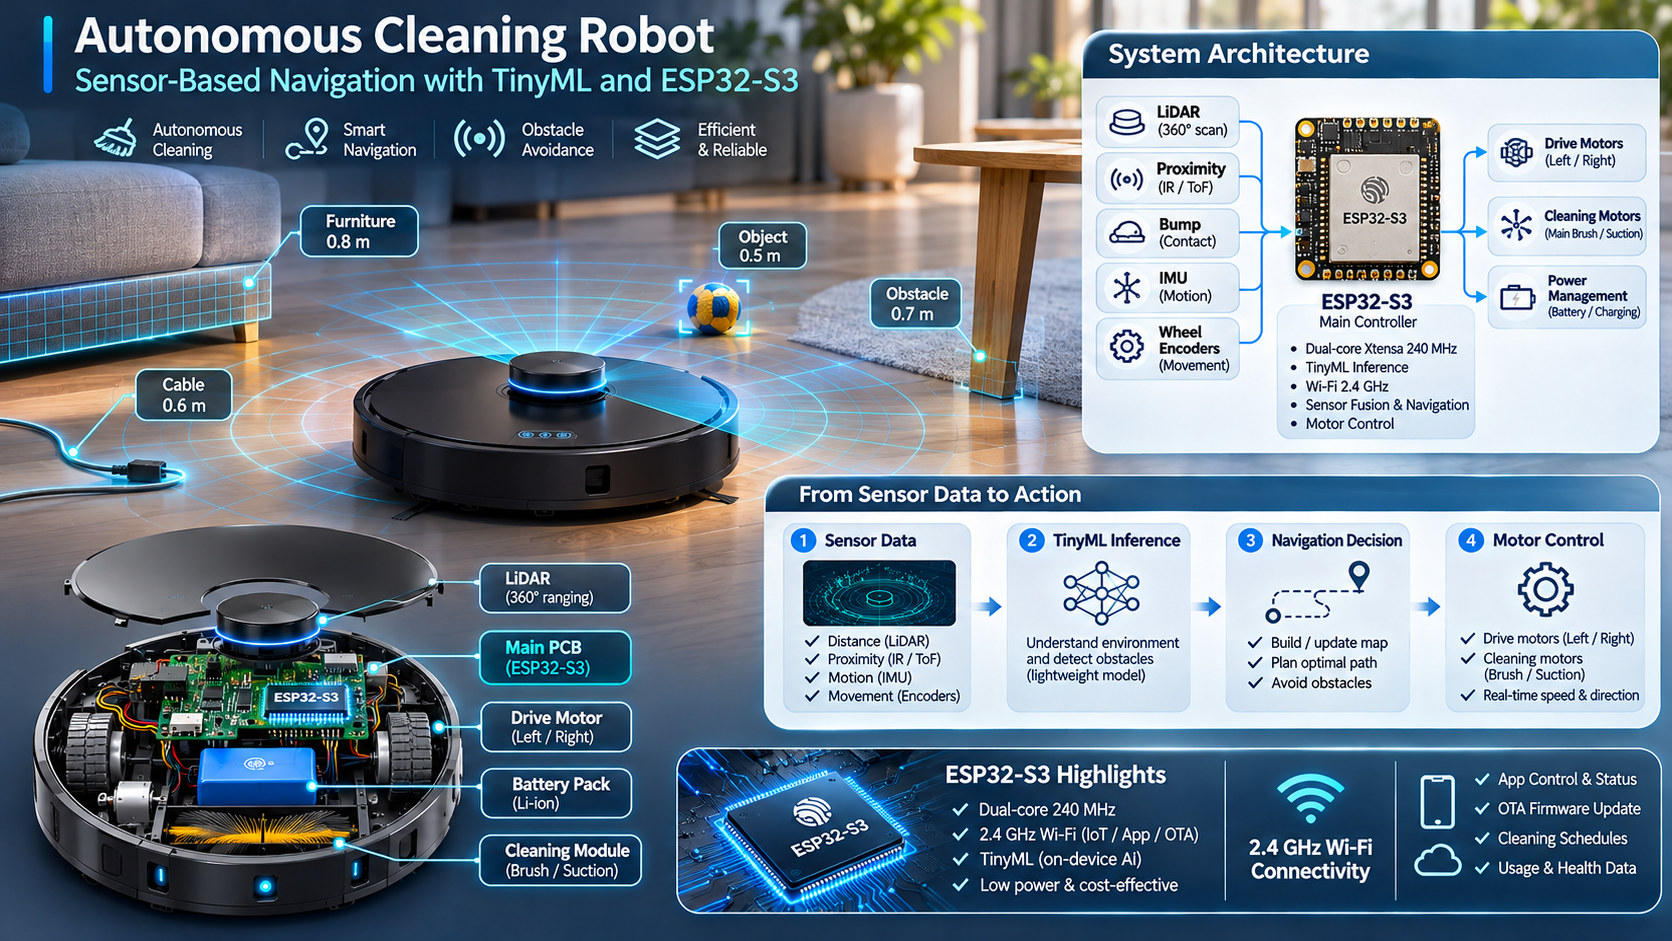 Autonomous Cleaning Robot
Sensor-Based Navigation with TinyML and ESP32-S3
Autonomous
Cleaning
Smart
Navigation
Obstacle
Avoidance
Efficient
& Reliable
Furniture
0.8 m
Object
0.5 m
Obstacle
0.7 m
Cable
0.6 m
LiDAR
(360° ranging)
Main PCB
(ESP32-S3)
ESP32-S3
Drive Motor
(Left / Right)
Battery Pack
(Li-ion)
Cleaning Module
(Brush / Suction)
System Architecture
LiDAR
(360° scan)
Proximity
(IR / ToF)
Bump
(Contact)
IMU
(Motion)
Wheel
Encoders
(Movement)
ESP32-S3
ESP32-S3
Main Controller
• Dual-core Xtensa 240 MHz
• TinyML Inference
• Wi-Fi 2.4 GHz
• Sensor Fusion & Navigation
• Motor Control
Drive Motors
(Left / Right)
Cleaning Motors
(Main Brush / Suction)
Power
Management
(Battery / Charging)
From Sensor Data to Action
1 Sensor Data
✓ Distance (LiDAR)
✓ Proximity (IR / ToF)
✓ Motion (IMU)
✓ Movement (Encoders)
2 TinyML Inference
Understand environment
and detect obstacles
(lightweight model)
3 Navigation Decision
✓ Build / update map
✓ Plan optimal path
✓ Avoid obstacles
4 Motor Control
✓ Drive motors (Left / Right)
✓ Cleaning motors
(Brush / Suction)
✓ Real-time speed & direction
ESP32-S3
ESP32-S3 Highlights
✓ Dual-core 240 MHz
✓ 2.4 GHz Wi-Fi (IoT / App / OTA)
✓ TinyML (on-device AI)
✓ Low power & cost-effective
2.4 GHz Wi-Fi
Connectivity
✓ App Control & Status
✓ OTA Firmware Update
✓ Cleaning Schedules
✓ Usage & Health Data